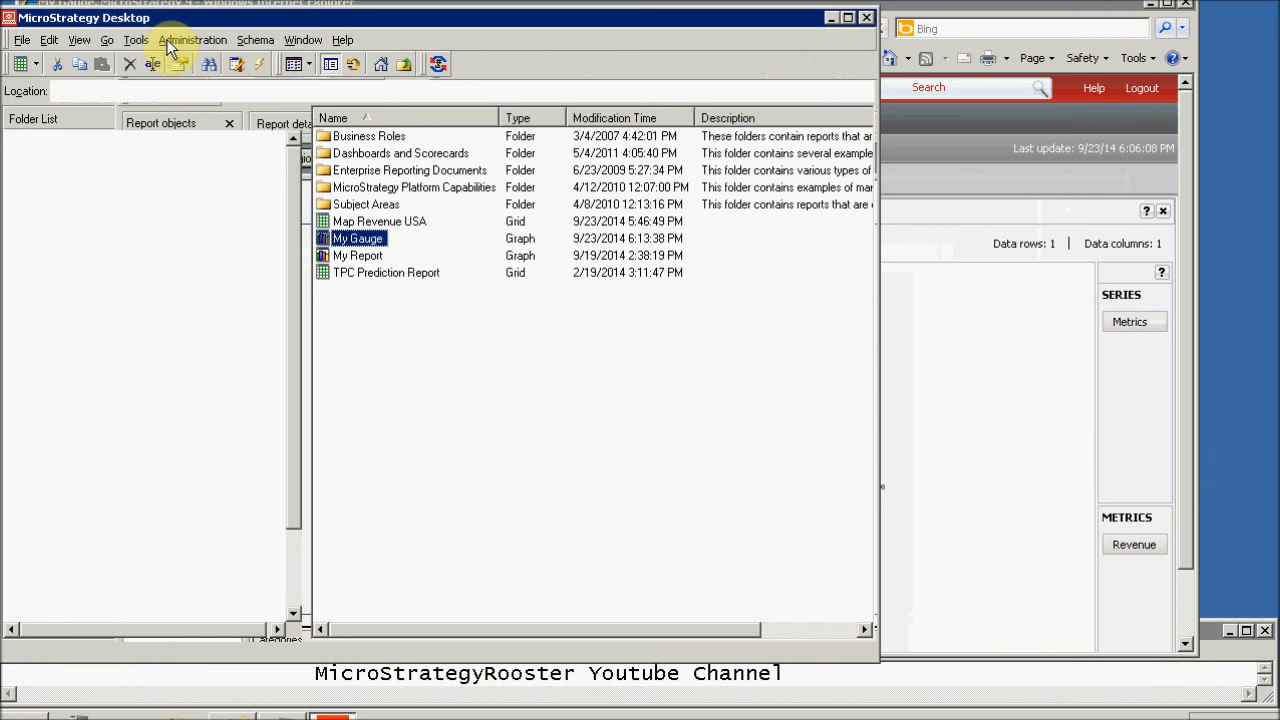 MicroStrategy Desktop
File Edit View Go Tools Administration Schema Window Help
Location:
Folder List
Report objects
Name Type Modification Time Description
Business Roles Folder 3/4/2007 4:42:01 PM These folders contain reports that ar
Dashboards and Scorecards Folder 5/4/2011 4:05:40 PM This folder contains several example
Enterprise Reporting Documents Folder 6/23/2009 5:27:34 PM This folder contains various types of
MicroStrategy Platform Capabilities Folder 4/12/2010 12:07:00 PM This folder contains examples of mar
Subject Areas Folder 4/8/2010 12:13:16 PM This folder contains reports that are
Map Revenue USA Grid 9/23/2014 5:46:49 PM
My Gauge Graph 9/23/2014 6:13:38 PM
My Report Graph 9/19/2014 2:38:19 PM
TPC Prediction Report Grid 2/19/2014 3:11:47 PM
Bing
Page Safety Tools
Search Help Logout
Last update: 9/23/14 6:06:08 PM
Data rows: 1 | Data columns: 1
SERIES
Metrics
METRICS
Revenue
MicroStrategyRooster Youtube Channel